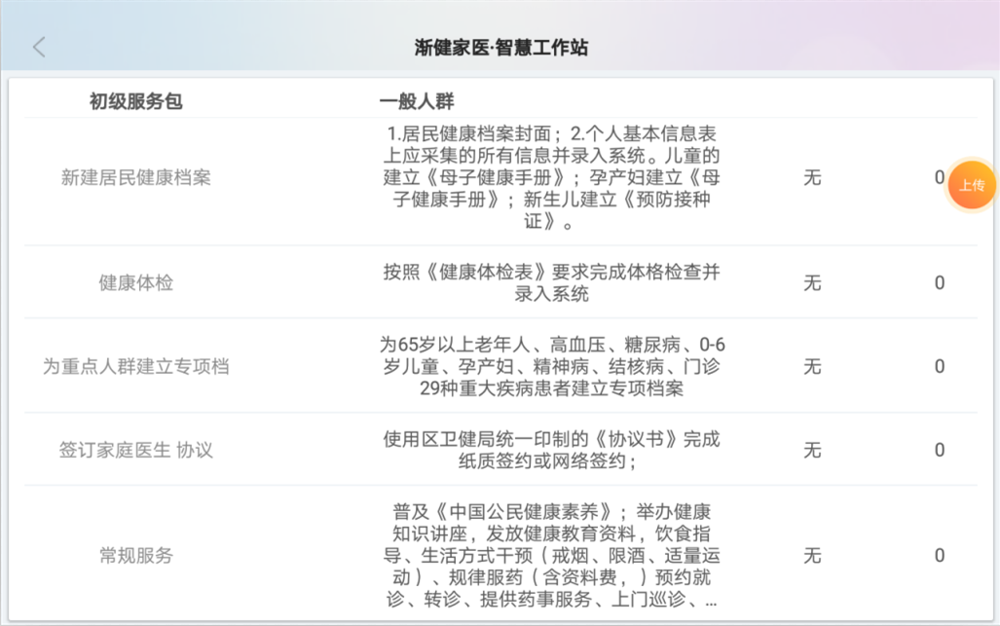 渐健家医·智慧工作站
初级服务包 一般人群
1.居民健康档案封面；2.个人基本信息表
上应采集的所有信息并录入系统。儿童的
新建居民健康档案 建立《母子健康手册》；孕产妇建立《母 无 0 上传
子健康手册》；新生儿建立《预防接种
证》。
按照《健康体检表》要求完成体格检查并
健康体检 无 0
录入系统
为65岁以上老年人、高血压、糖尿病、0-6
为重点人群建立专项档 岁儿童、孕产妇、精神病、结核病、门诊 无 0
29种重大疾病患者建立专项档案
使用区卫健局统一印制的《协议书》完成
签订家庭医生 协议 无 0
纸质签约或网络签约；
普及《中国公民健康素养》；举办健康
知识讲座，发放健康教育资料，饮食指
常规服务 导、生活方式干预（戒烟、限酒、适量运 无 0
动）、规律服药（含资料费，）预约就
诊、转诊、提供药事服务、上门巡诊、...